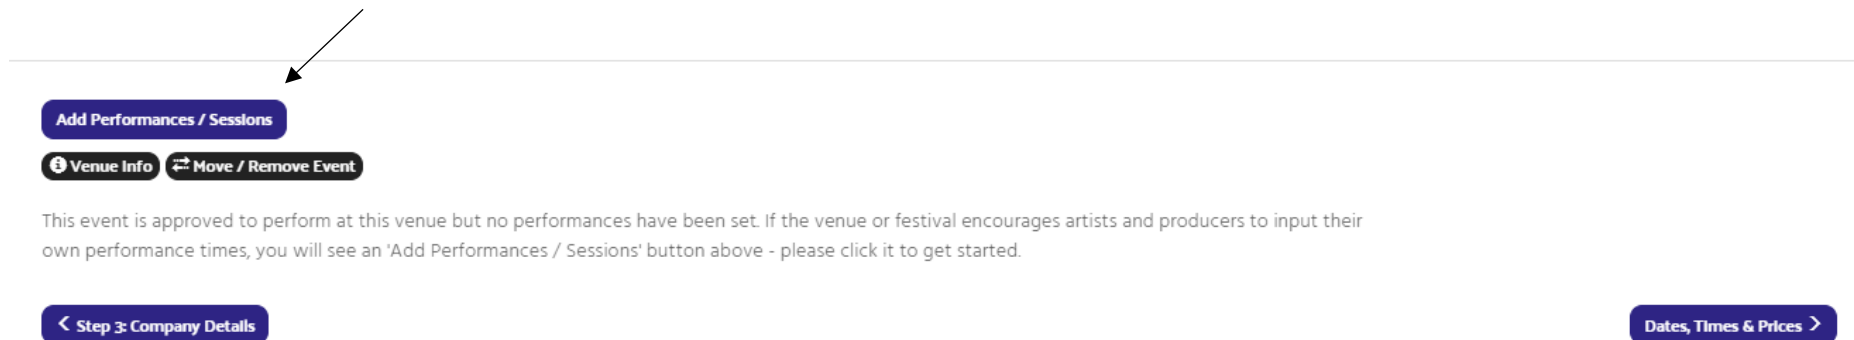 Add Performances / Sessions
Venue Info
Move / Remove Event
This event is approved to perform at this venue but no performances have been set. If the venue or festival encourages artists and producers to input their
own performance times, you will see an 'Add Performances / Sessions' button above - please click it to get started.
< Step 3: Company Details
Dates, Times & Prices >